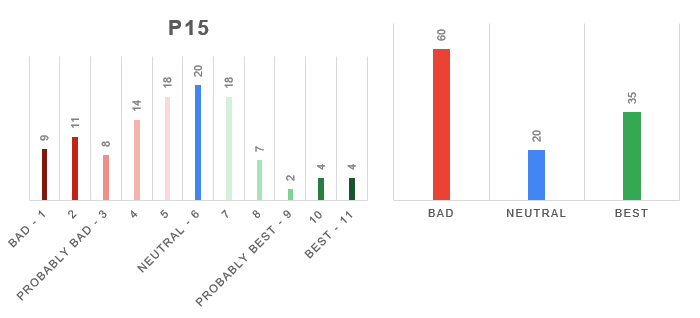 P15
9
11
8
14
18
20
18
7
2
4
4
BAD - 1
2
PROBABLY BAD - 3
4
5
NEUTRAL - 6
7
8
PROBABLY BEST - 9
10
BEST - 11
60
20
35
BAD
NEUTRAL
BEST